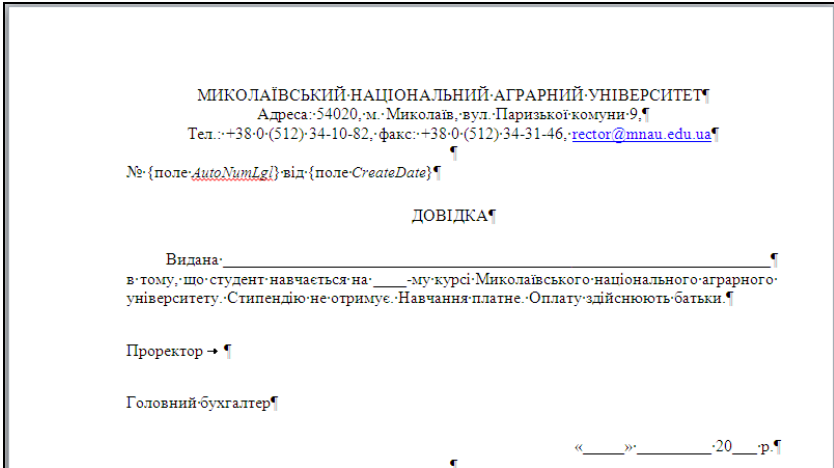 МИКОЛАЇВСЬКИЙ НАЦІОНАЛЬНИЙ АГРАРНИЙ УНІВЕРСИТЕТ¶
Адреса: 54020, м. Миколаїв, вул. Паризької комуни 9,¶
Тел.: +38 0 (512) 34-10-82, факс: +38 0 (512) 34-31-46, rector@mnau.edu.ua¶
¶
№ {поле AutoNumLgl} від {поле CreateDate}¶
ДОВІДКА¶
Видана ______________________________¶
в тому, що студент навчається на ____-му курсі Миколаївського національного аграрного
університету. Стипендію не отримує. Навчання платне. Оплату здійснюють батьки.¶
Проректор → ¶
Головний бухгалтер¶
«_____» _________ 20___ р.¶
¶